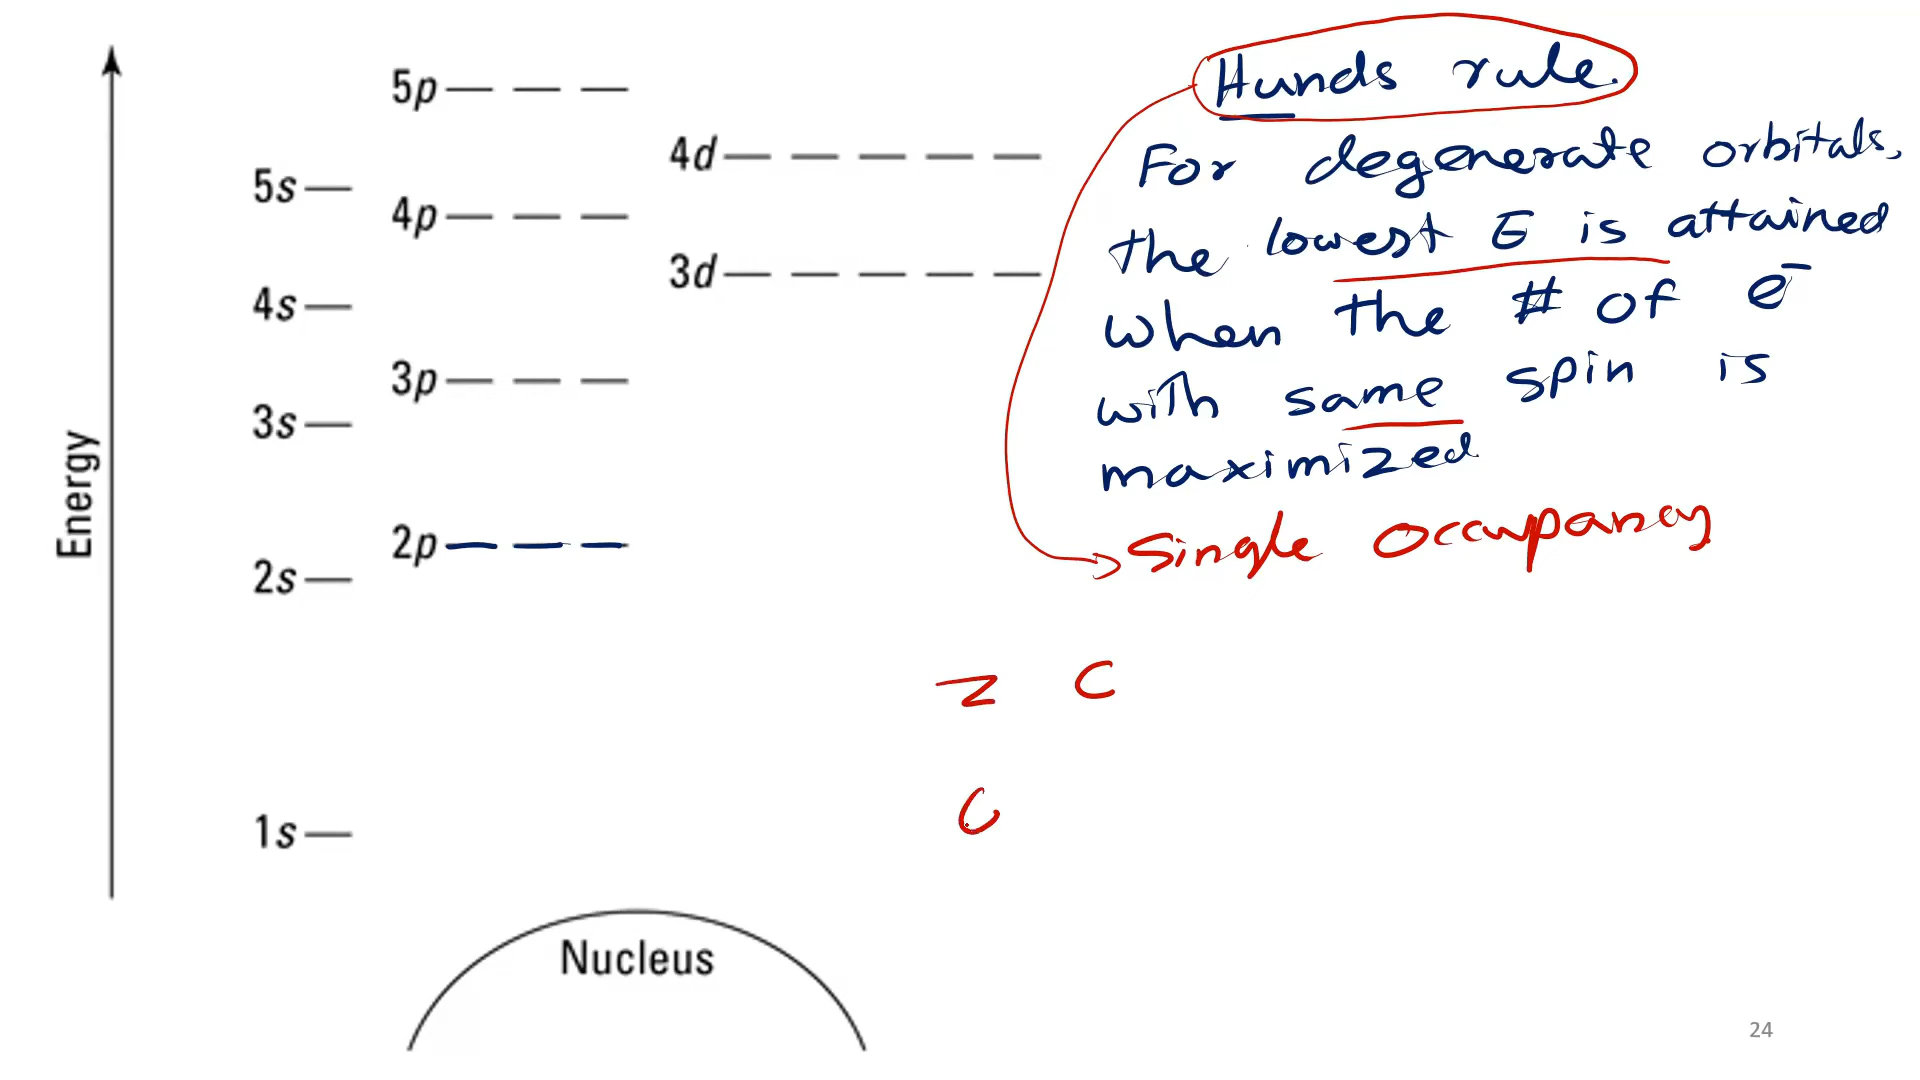 Hunds rule.
For degenerate orbitals,
the lowest E is attained
when the # of e⁻
with same spin is
maximized
Single occupancy
5p
4d
5s
4p
3d
4s
3p
3s
2p
2s
1s
Energy
Z C
6
Nucleus
24